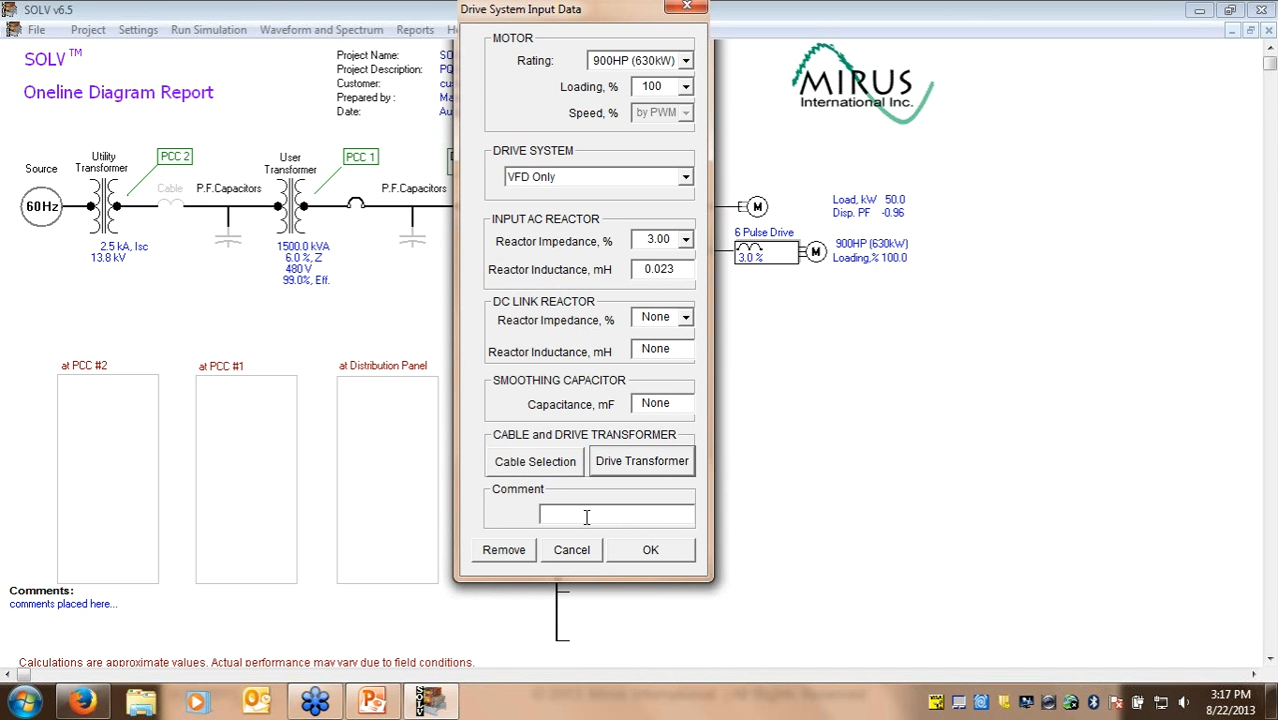 SOLV v6.5
File Project Settings Run Simulation Waveform and Spectrum Reports
SOLV™
Oneline Diagram Report
Project Name:
Project Description: PQ
Customer: cus
Prepared by : Ma
Date: Au
MIRUS
International Inc.
Source
Utility
Transformer
PCC 2
Cable
P.F.Capacitors
User
Transformer
PCC 1
P.F.Capacitors
60Hz
2.5 kA, Isc
13.8 kV
1500.0 kVA
6.0 %, Z
480 V
99.0%, Eff.
M
Load, kW 50.0
Disp. PF -0.96
6 Pulse Drive
3.0 %
M
900HP (630kW)
Loading,% 100.0
at PCC #2
at PCC #1
at Distribution Panel
Comments:
comments placed here...
Calculations are approximate values. Actual performance may vary due to field conditions.
Drive System Input Data
MOTOR
Rating: 900HP (630kW)
Loading, % 100
Speed, % by PWM
DRIVE SYSTEM
VFD Only
INPUT AC REACTOR
Reactor Impedance, % 3.00
Reactor Inductance, mH 0.023
DC LINK REACTOR
Reactor Impedance, % None
Reactor Inductance, mH None
SMOOTHING CAPACITOR
Capacitance, mF None
CABLE and DRIVE TRANSFORMER
Cable Selection Drive Transformer
Comment
Remove Cancel OK
3:17 PM
8/22/2013